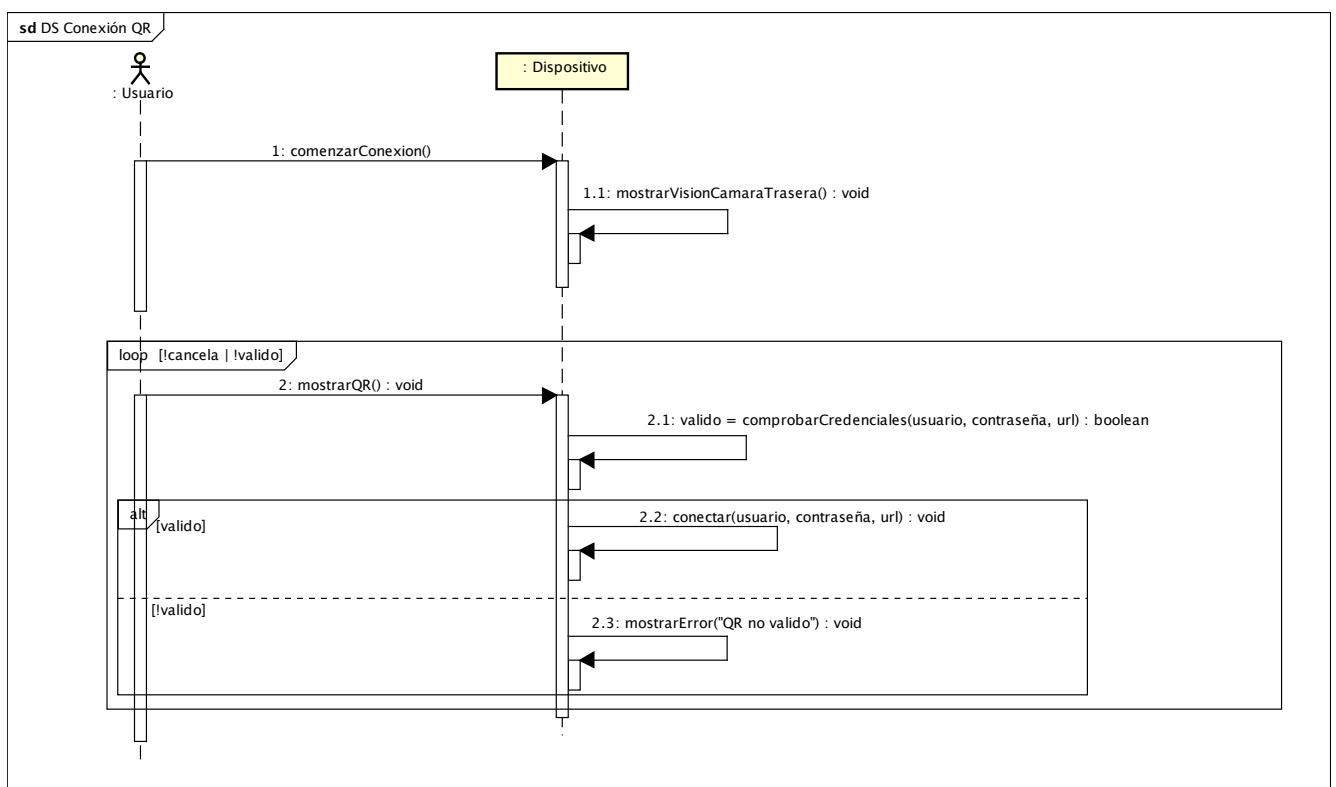 sd DS Conexión QR
: Usuario
: Dispositivo
1: comenzarConexion()
1.1: mostrarVisionCamaraTrasera() : void
loop [!cancela | !valido]
2: mostrarQR() : void
2.1: valido = comprobarCredenciales(usuario, contraseña, url) : boolean
alt
[valido]
2.2: conectar(usuario, contraseña, url) : void
[!valido]
2.3: mostrarError("QR no valido") : void